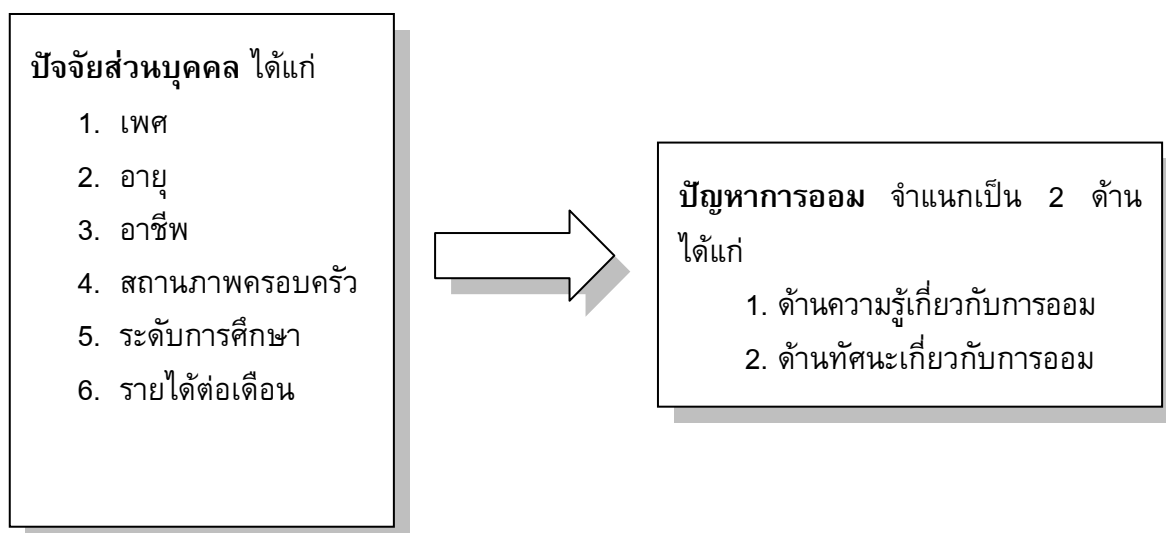 ปัจจัยส่วนบุคคล ได้แก่
1. เพศ
2. อายุ
3. อาชีพ
4. สถานภาพครอบครัว
5. ระดับการศึกษา
6. รายได้ต่อเดือน
ปัญหาการออม จำแนกเป็น 2 ด้าน
ได้แก่
1. ด้านความรู้เกี่ยวกับการออม
2. ด้านทัศนะเกี่ยวกับการออม